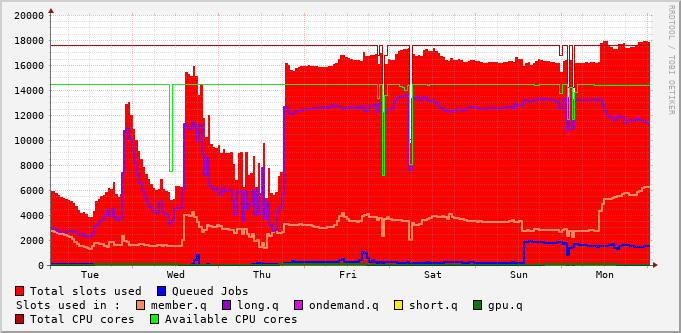 20000
18000
16000
14000
12000
10000
8000
6000
4000
2000
0
Tue Wed Thu Fri Sat Sun Mon
RRDTOOL / TOBI OETIKER
Total slots used Queued Jobs
Slots used in : member.q long.q ondemand.q short.q gpu.q
Total CPU cores Available CPU cores